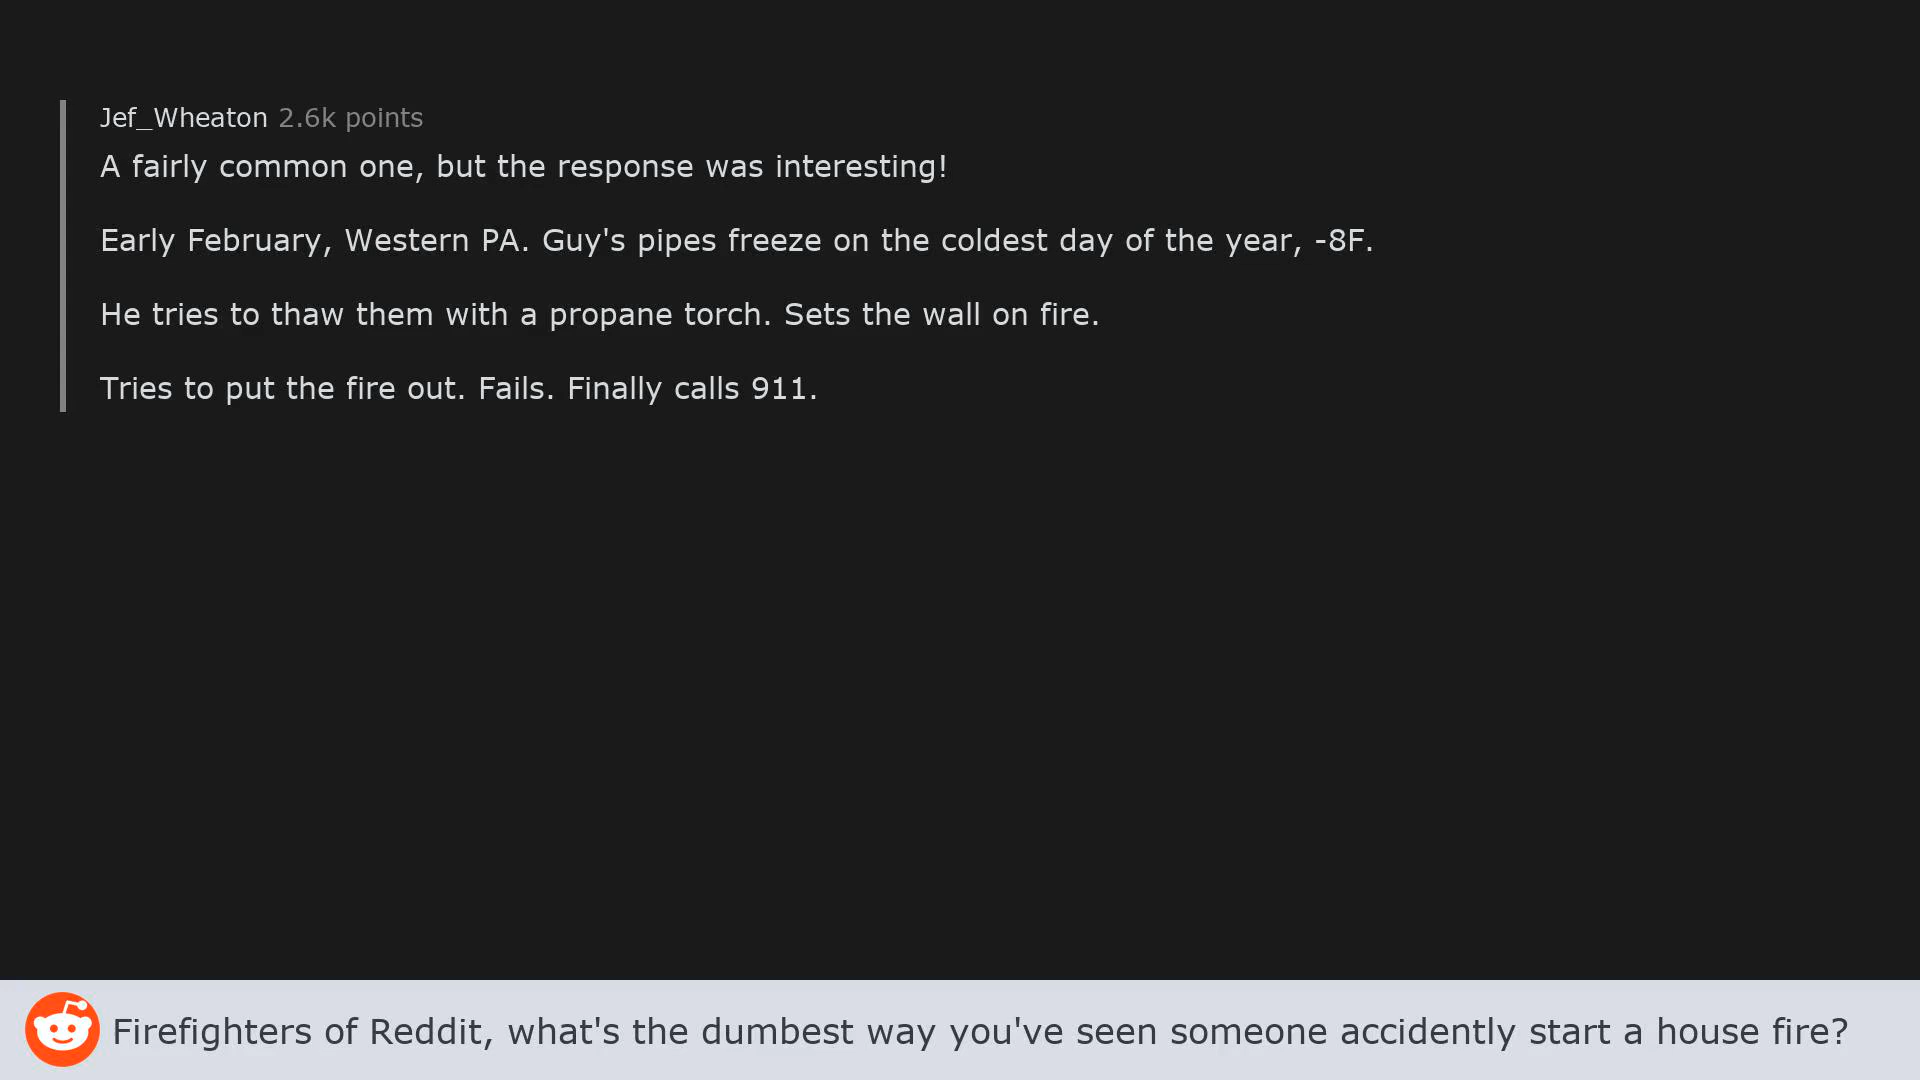 Jef_Wheaton 2.6k points
A fairly common one, but the response was interesting!
Early February, Western PA. Guy's pipes freeze on the coldest day of the year, -8F.
He tries to thaw them with a propane torch. Sets the wall on fire.
Tries to put the fire out. Fails. Finally calls 911.
Firefighters of Reddit, what's the dumbest way you've seen someone accidently start a house fire?